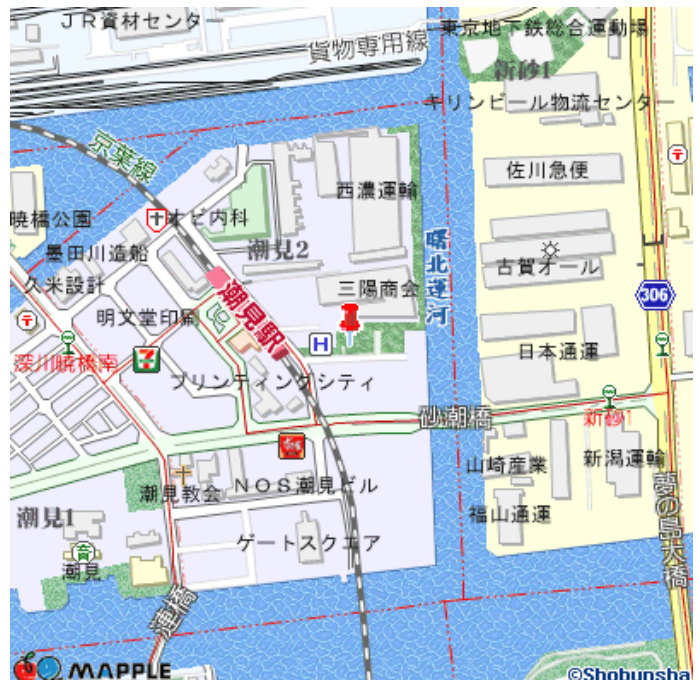 JR資材センター
貨物専用線
東京地下鉄総合運動場
新砂1
キリンビール物流センター
京葉線
佐川急便
西濃運輸
暁橋公園
オビ内科
墨田川造船
潮見2
曙北運河
古賀オール
久米設計
三陽商会
306
潮見駅
明文堂印刷
H
日本通運
深川暁橋南
7
プリンティングシティ
砂潮橋
新砂1
山崎産業
新潟運輸
潮見教会
NOS潮見ビル
夢の島大橋
潮見1
福山通運
ゲートスクエア
育
潮見
漣橋
MAPPLE
©Shobunsha